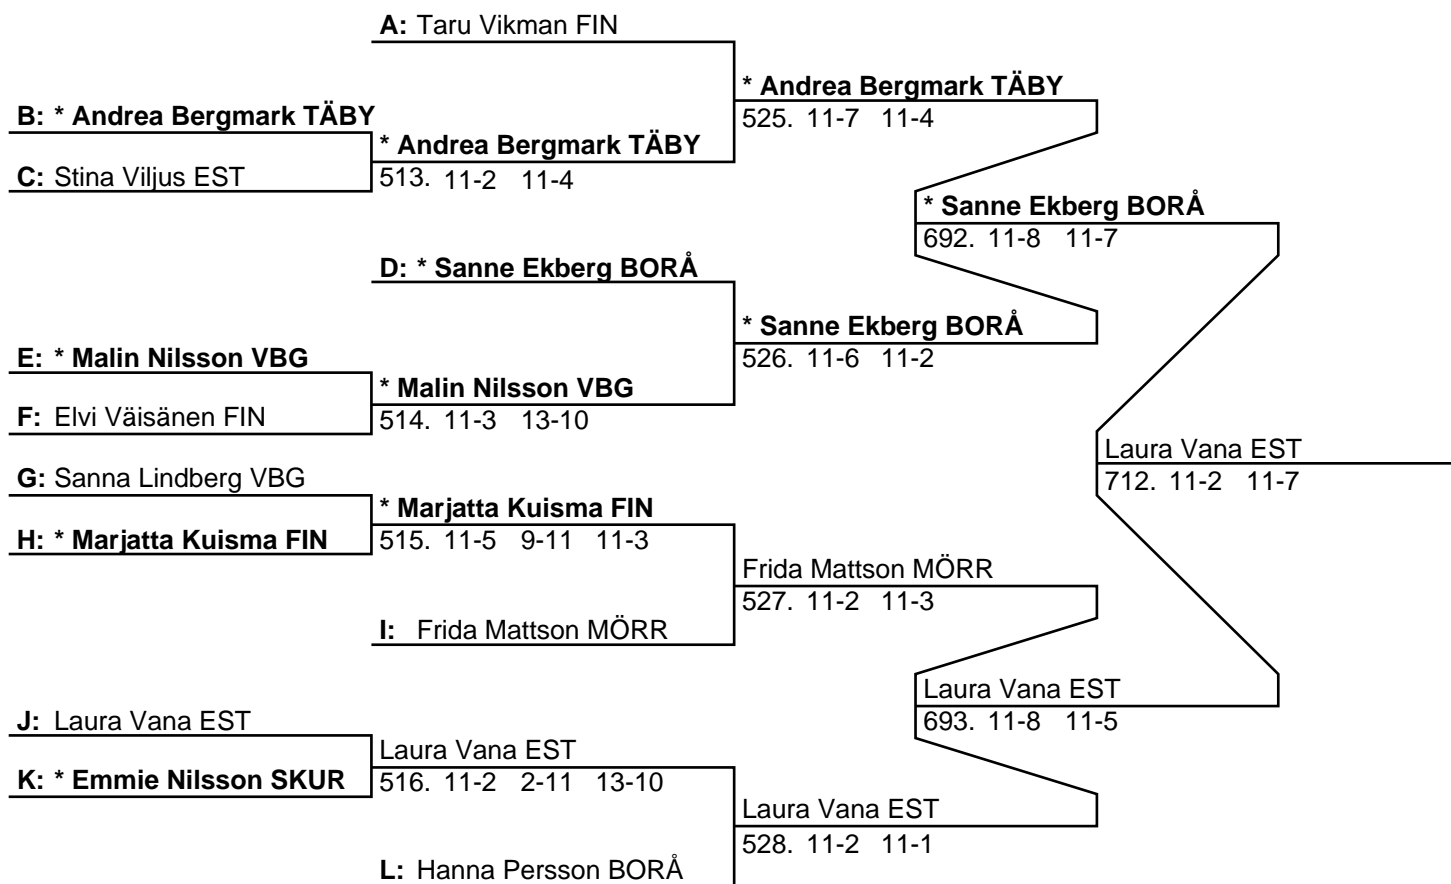 A: Taru Vikman FIN
* Andrea Bergmark TÄBY
B: * Andrea Bergmark TÄBY
525. 11-7 11-4
* Andrea Bergmark TÄBY
C: Stina Viljus EST
513. 11-2 11-4
* Sanne Ekberg BORÅ
692. 11-8 11-7
D: * Sanne Ekberg BORÅ
* Sanne Ekberg BORÅ
E: * Malin Nilsson VBG
526. 11-6 11-2
* Malin Nilsson VBG
F: Elvi Väisänen FIN
514. 11-3 13-10
Laura Vana EST
G: Sanna Lindberg VBG
712. 11-2 11-7
* Marjatta Kuisma FIN
H: * Marjatta Kuisma FIN
515. 11-5 9-11 11-3
Frida Mattson MÖRR
527. 11-2 11-3
I: Frida Mattson MÖRR
Laura Vana EST
J: Laura Vana EST
693. 11-8 11-5
Laura Vana EST
K: * Emmie Nilsson SKUR
516. 11-2 2-11 13-10
Laura Vana EST
528. 11-2 11-1
L: Hanna Persson BORÅ